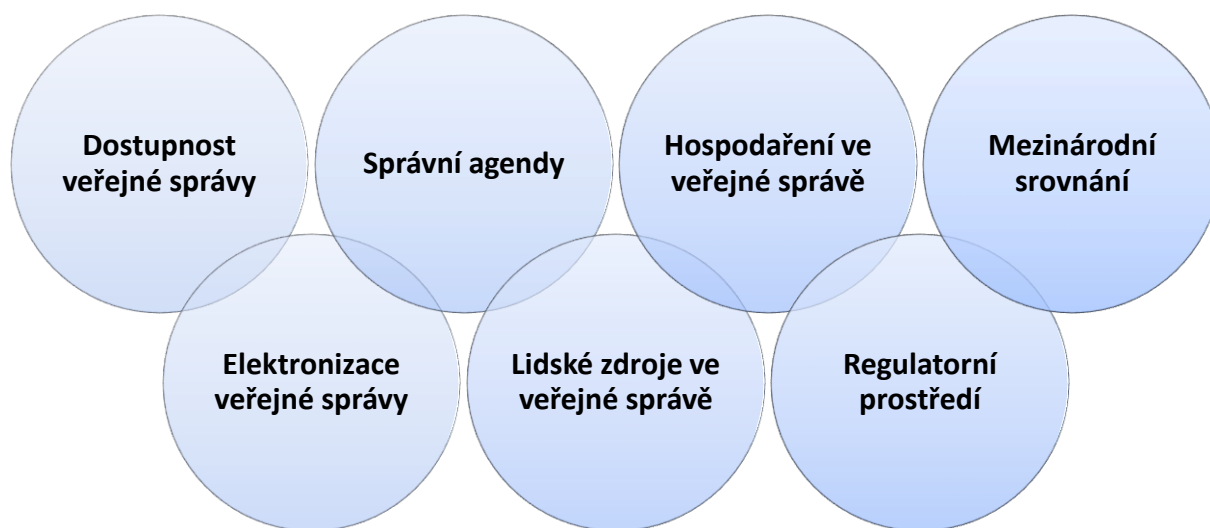 Dostupnost
veřejné správy
Správní agendy
Hospodaření ve
veřejné správě
Mezinárodní
srovnání
Elektronizace
veřejné správy
Lidské zdroje ve
veřejné správě
Regulatorní
prostředí